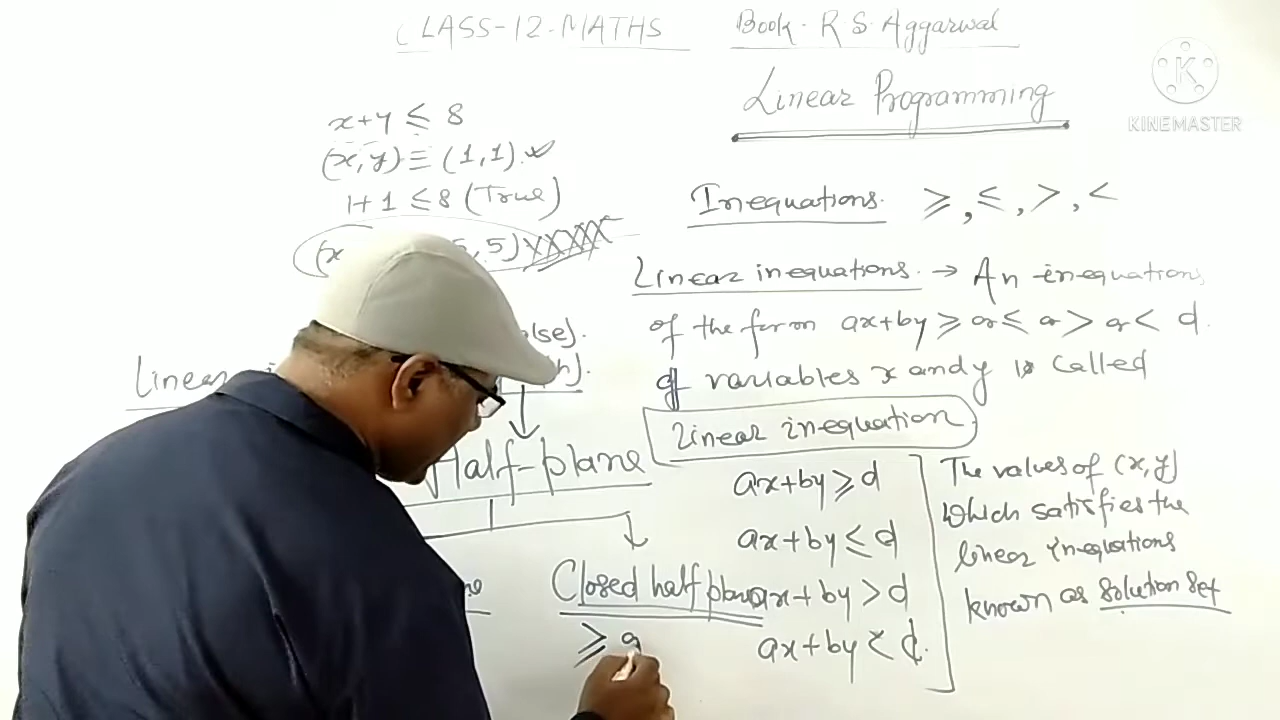 CLASS-12-MATHS Book- R S Aggarwal
KINEMASTER
Linear Programming
x+y ≤ 8
(x,y) ≡ (1,1).
1+1 ≤ 8 (True)
(x ,5)
Inequations. ≥, ≤, >, <
Linear inequations. → An inequations
of the form ax+by ≥ or ≤ or > or < d.
of variables x and y is called
Linear inequation
Linear
Half-plane
Closed half plane
≥
ax+by ≥ d
ax+by ≤ d
ax+by > d
ax+by < d.
The values of (x,y)
which satisfies the
linear inequations
known as solution set